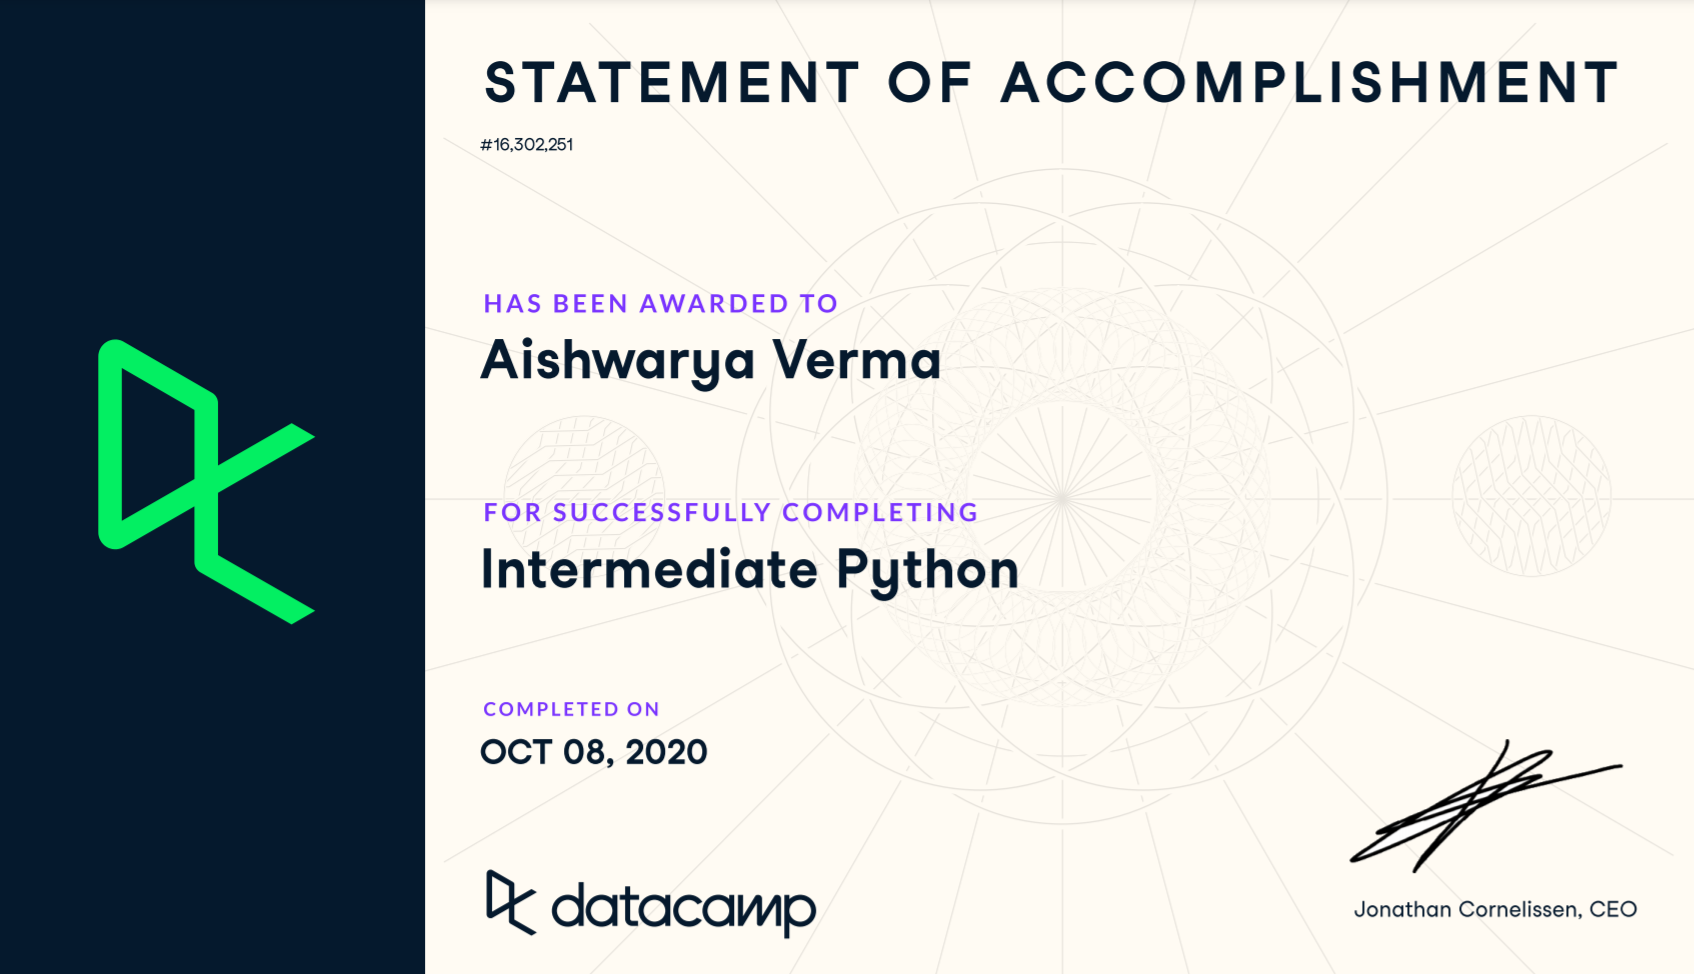 STATEMENT OF ACCOMPLISHMENT
#16,302,251
HAS BEEN AWARDED TO
Aishwarya Verma
FOR SUCCESSFULLY COMPLETING
Intermediate Python
COMPLETED ON
OCT 08, 2020
datacamp
Jonathan Cornelissen, CEO